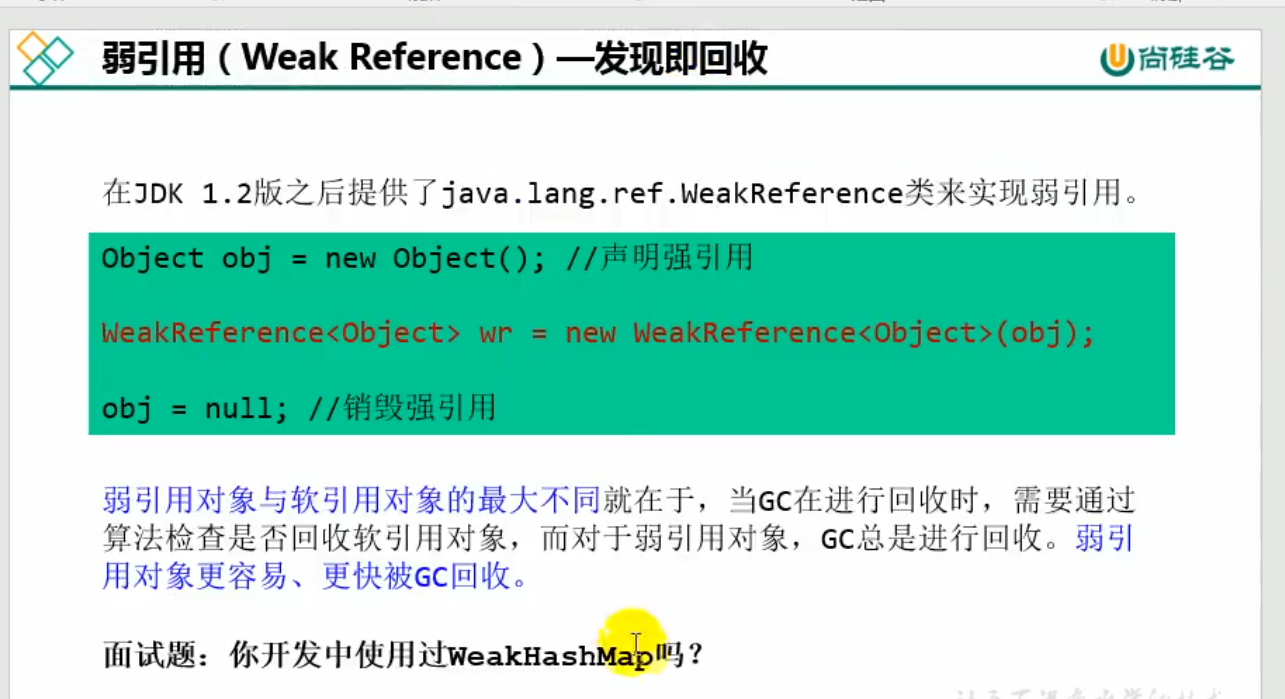 弱引用（Weak Reference）—发现即回收
尚硅谷
在JDK 1.2版之后提供了java.lang.ref.WeakReference类来实现弱引用。
Object obj = new Object(); //声明强引用
WeakReference<Object> wr = new WeakReference<Object>(obj);
obj = null; //销毁强引用
弱引用对象与软引用对象的最大不同就在于，当GC在进行回收时，需要通过
算法检查是否回收软引用对象，而对于弱引用对象，GC总是进行回收。弱引
用对象更容易、更快被GC回收。
面试题：你开发中使用过WeakHashMap吗？